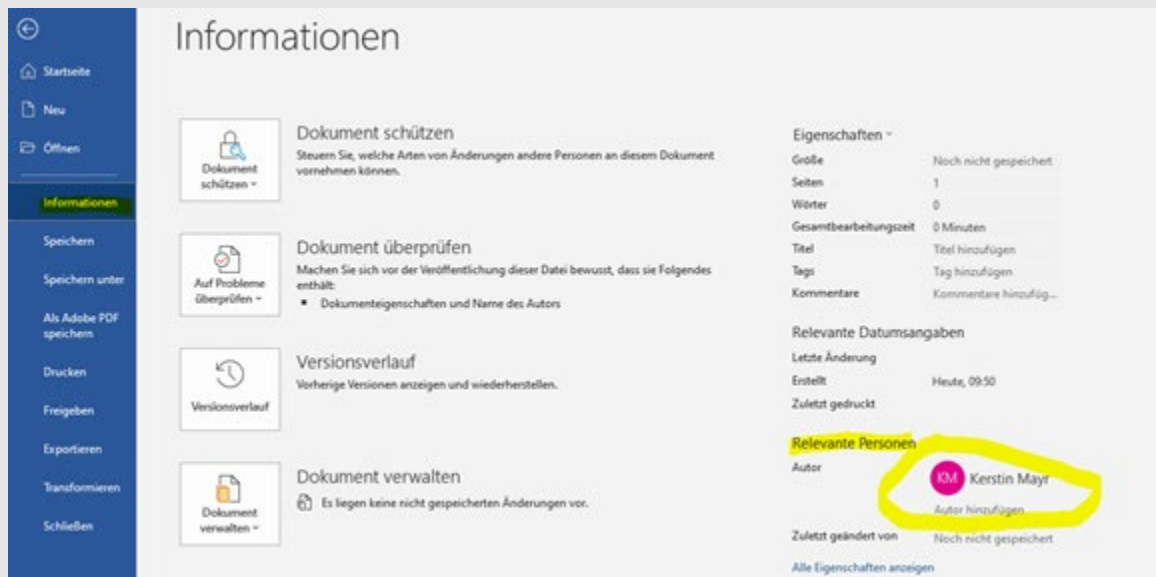 Informationen
Startseite
Neu
Öffnen
Informationen
Speichern
Speichern unter
Als Adobe PDF
speichern
Drucken
Freigeben
Exportieren
Transformieren
Schließen
Dokument
schützen
Dokument schützen
Steuern Sie, welche Arten von Änderungen andere Personen an diesem Dokument
vornehmen können.
Auf Probleme
überprüfen
Dokument überprüfen
Machen Sie sich vor der Veröffentlichung dieser Datei bewusst, dass sie Folgendes
enthält:
▪ Dokumenteigenschaften und Name des Autors
Versionsverlauf
Versionsverlauf
Vorherige Versionen anzeigen und wiederherstellen.
Dokument
verwalten
Dokument verwalten
Es liegen keine nicht gespeicherten Änderungen vor.
Eigenschaften
Größe Noch nicht gespeichert
Seiten 1
Wörter 0
Gesamtbearbeitungszeit 0 Minuten
Titel Titel hinzufügen
Tags Tag hinzufügen
Kommentare Kommentare hinzufüg...
Relevante Datumsangaben
Letzte Änderung
Erstellt Heute, 09:50
Zuletzt gedruckt
Relevante Personen
Autor KM Kerstin Mayr
Autor hinzufügen
Zuletzt geändert von Noch nicht gespeichert
Alle Eigenschaften anzeigen